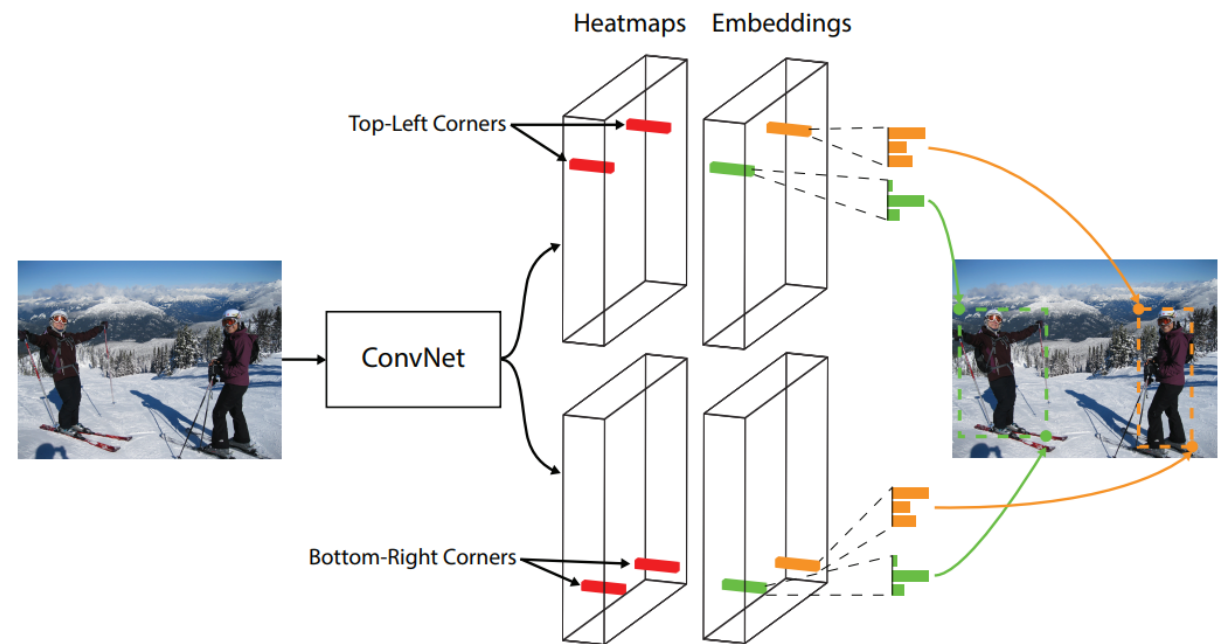 Heatmaps
Embeddings
Top-Left Corners
ConvNet
Bottom-Right Corners